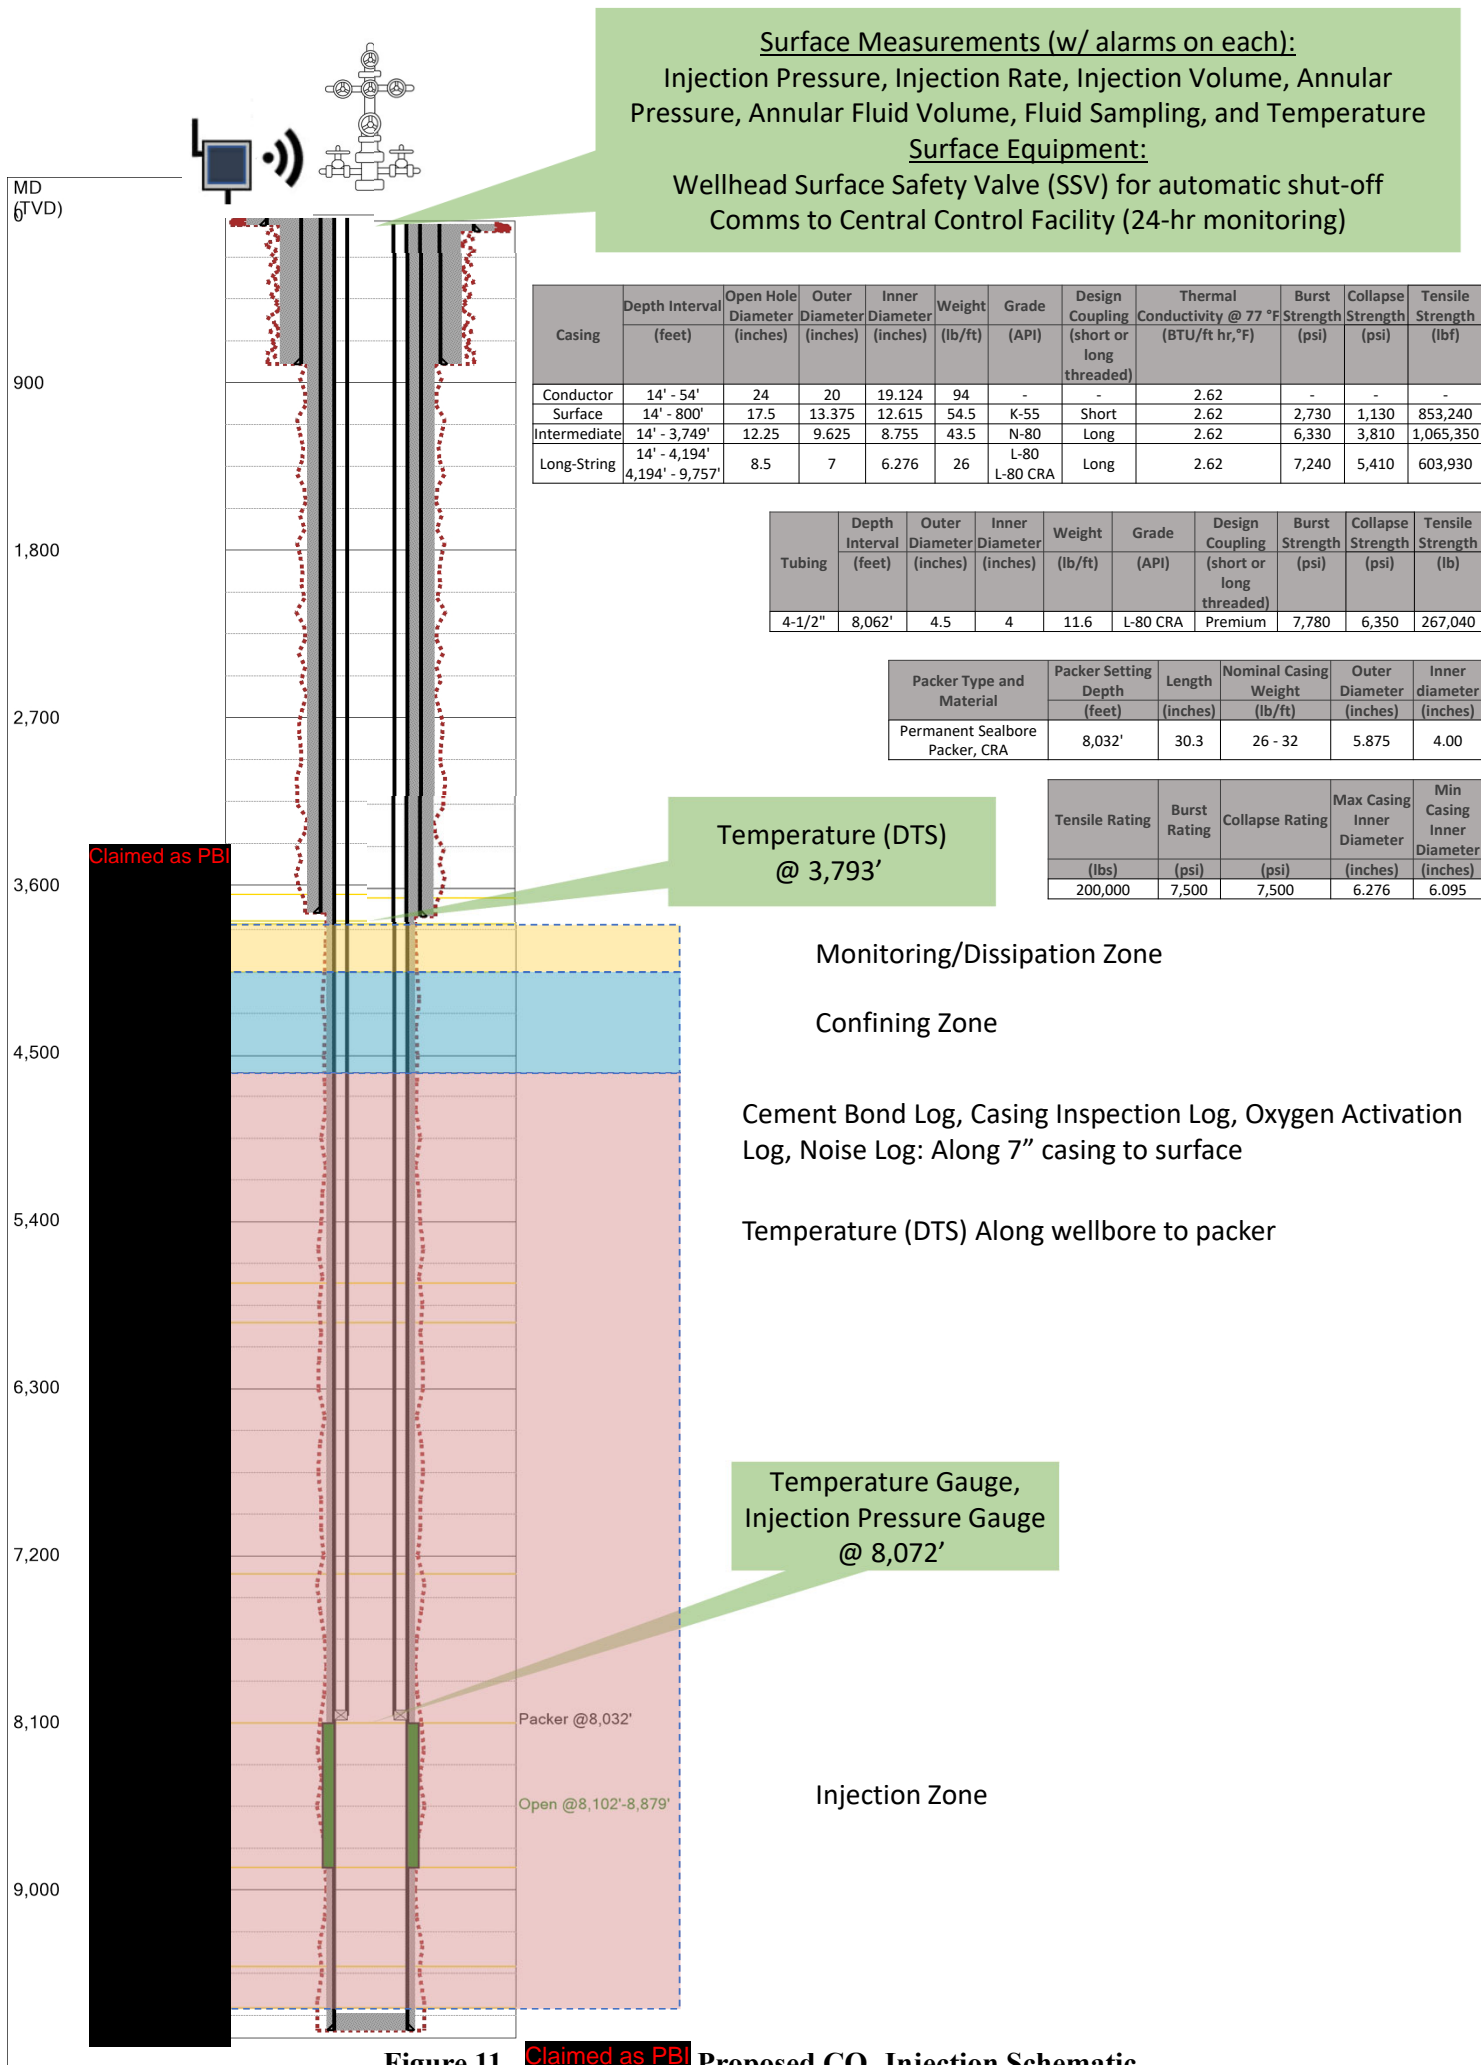 Surface Measurements (w/ alarms on each):
Injection Pressure, Injection Rate, Injection Volume, Annular
Pressure, Annular Fluid Volume, Fluid Sampling, and Temperature
Surface Equipment:
Wellhead Surface Safety Valve (SSV) for automatic shut-off
Comms to Central Control Facility (24-hr monitoring)
MD
(TVD)
0
Casing Depth Interval Open Hole Diameter Outer Diameter Inner Diameter Weight Grade Design Coupling Thermal Conductivity @ 77 °F Burst Strength Collapse Strength Tensile Strength
(feet) (inches) (inches) (inches) (lb/ft) (API) (short or long threaded) (BTU/ft hr,°F) (psi) (psi) (lbf)
Conductor 14' - 54' 24 20 19.124 94 - - 2.62 - - -
Surface 14' - 800' 17.5 13.375 12.615 54.5 K-55 Short 2.62 2,730 1,130 853,240
Intermediate 14' - 3,749' 12.25 9.625 8.755 43.5 N-80 Long 2.62 6,330 3,810 1,065,350
Long-String 14' - 4,194' 4,194' - 9,757' 8.5 7 6.276 26 L-80 L-80 CRA Long 2.62 7,240 5,410 603,930
900
Tubing Depth Interval Outer Diameter Inner Diameter Weight Grade Design Coupling Burst Strength Collapse Strength Tensile Strength
(feet) (inches) (inches) (lb/ft) (API) (short or long threaded) (psi) (psi) (lb)
4-1/2" 8,062' 4.5 4 11.6 L-80 CRA Premium 7,780 6,350 267,040
1,800
Packer Type and Material Packer Setting Depth Length Nominal Casing Weight Outer Diameter Inner diameter
(feet) (inches) (lb/ft) (inches) (inches)
Permanent Sealbore Packer, CRA 8,032' 30.3 26 - 32 5.875 4.00
2,700
Tensile Rating Burst Rating Collapse Rating Max Casing Inner Diameter Min Casing Inner Diameter
(lbs) (psi) (psi) (inches) (inches)
200,000 7,500 7,500 6.276 6.095
Temperature (DTS)
@ 3,793’
Claimed as PBI
3,600
Monitoring/Dissipation Zone
Confining Zone
4,500
Cement Bond Log, Casing Inspection Log, Oxygen Activation
Log, Noise Log: Along 7” casing to surface
5,400
Temperature (DTS) Along wellbore to packer
6,300
Temperature Gauge,
Injection Pressure Gauge
@ 8,072’
7,200
8,100
Packer @8,032'
Open @8,102'-8,879'
Injection Zone
9,000
Figure 11 Claimed as PBI Proposed CO₂ Injection Schematic